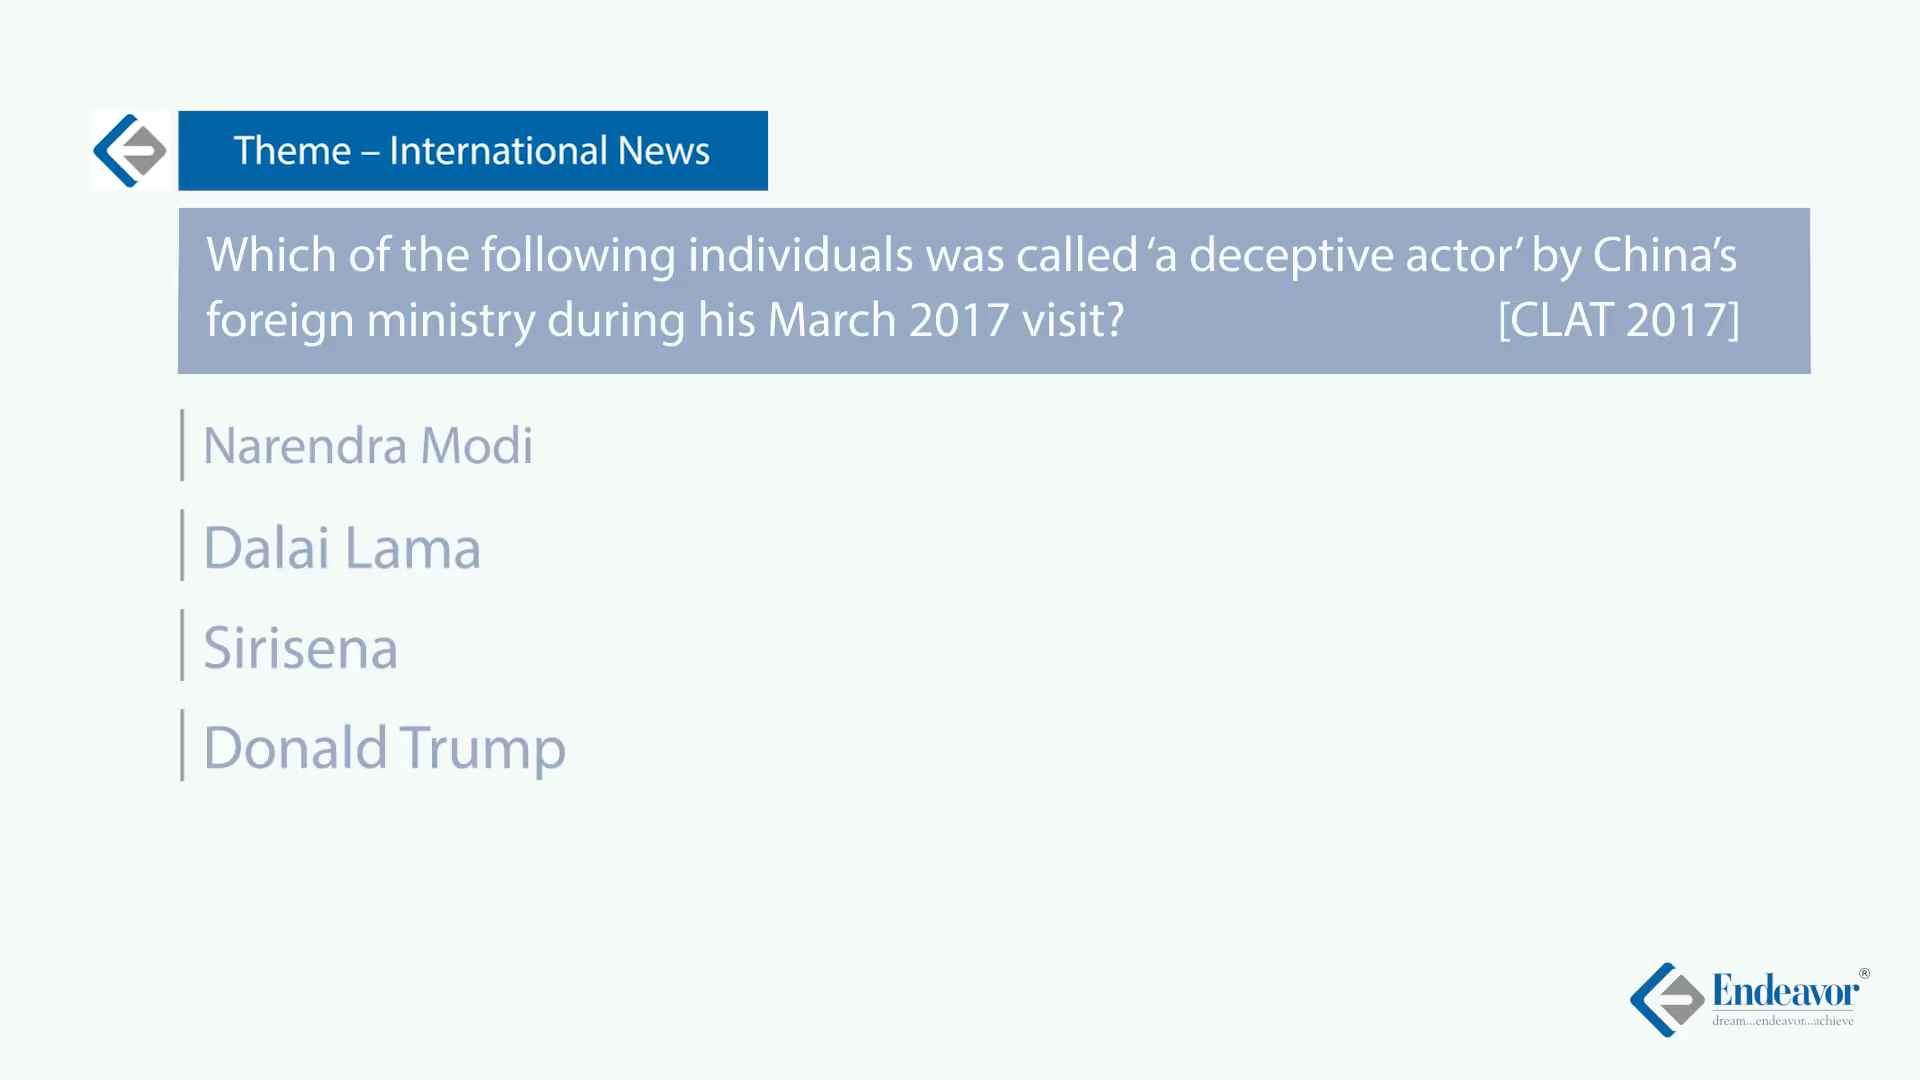 Theme – International News
Which of the following individuals was called ‘a deceptive actor’ by China’s
foreign ministry during his March 2017 visit? [CLAT 2017]
Narendra Modi
Dalai Lama
Sirisena
Donald Trump
Endeavor®
dream...endeavor...achieve